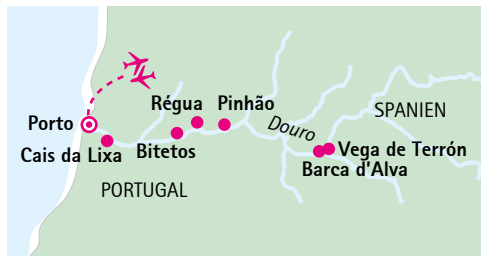 Régua
Pinhão
SPANIEN
Porto
Douro
Cais da Lixa
Bitetos
Vega de Terrón
Barca d’Alva
PORTUGAL